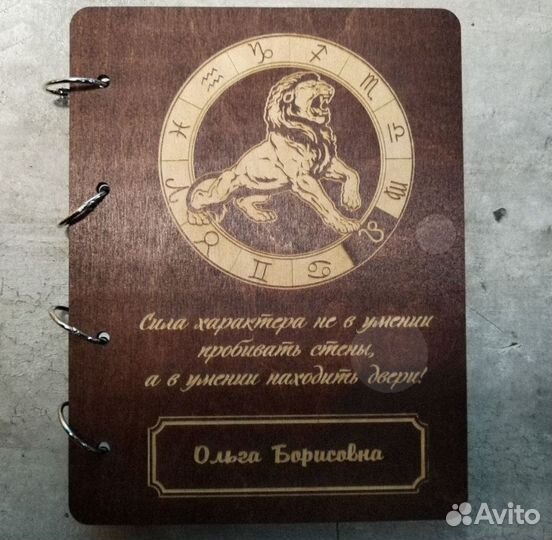 Сила характера не в умении
пробивать стены,
а в умении находить двери!
Ольга Борисовна
Avito